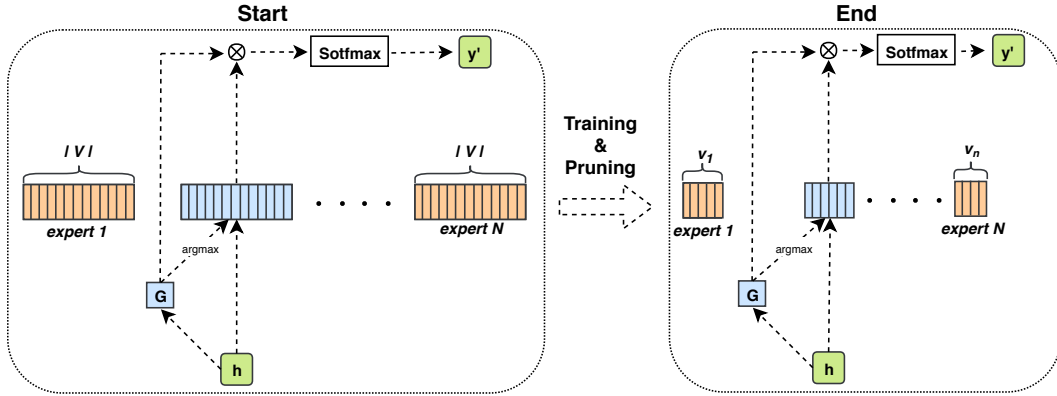 Start
Sotfmax
y'
| V |
| V |
expert 1
expert N
argmax
G
h
Training
&
Pruning
End
Sotfmax
y'
v1
vn
expert 1
expert N
argmax
G
h